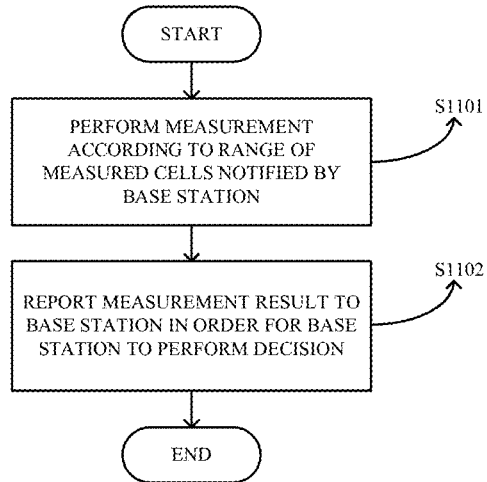 START
S1101
PERFORM MEASUREMENT
ACCORDING TO RANGE OF
MEASURED CELLS NOTIFIED BY
BASE STATION
S1102
REPORT MEASUREMENT RESULT TO
BASE STATION IN ORDER FOR BASE
STATION TO PERFORM DECISION
END